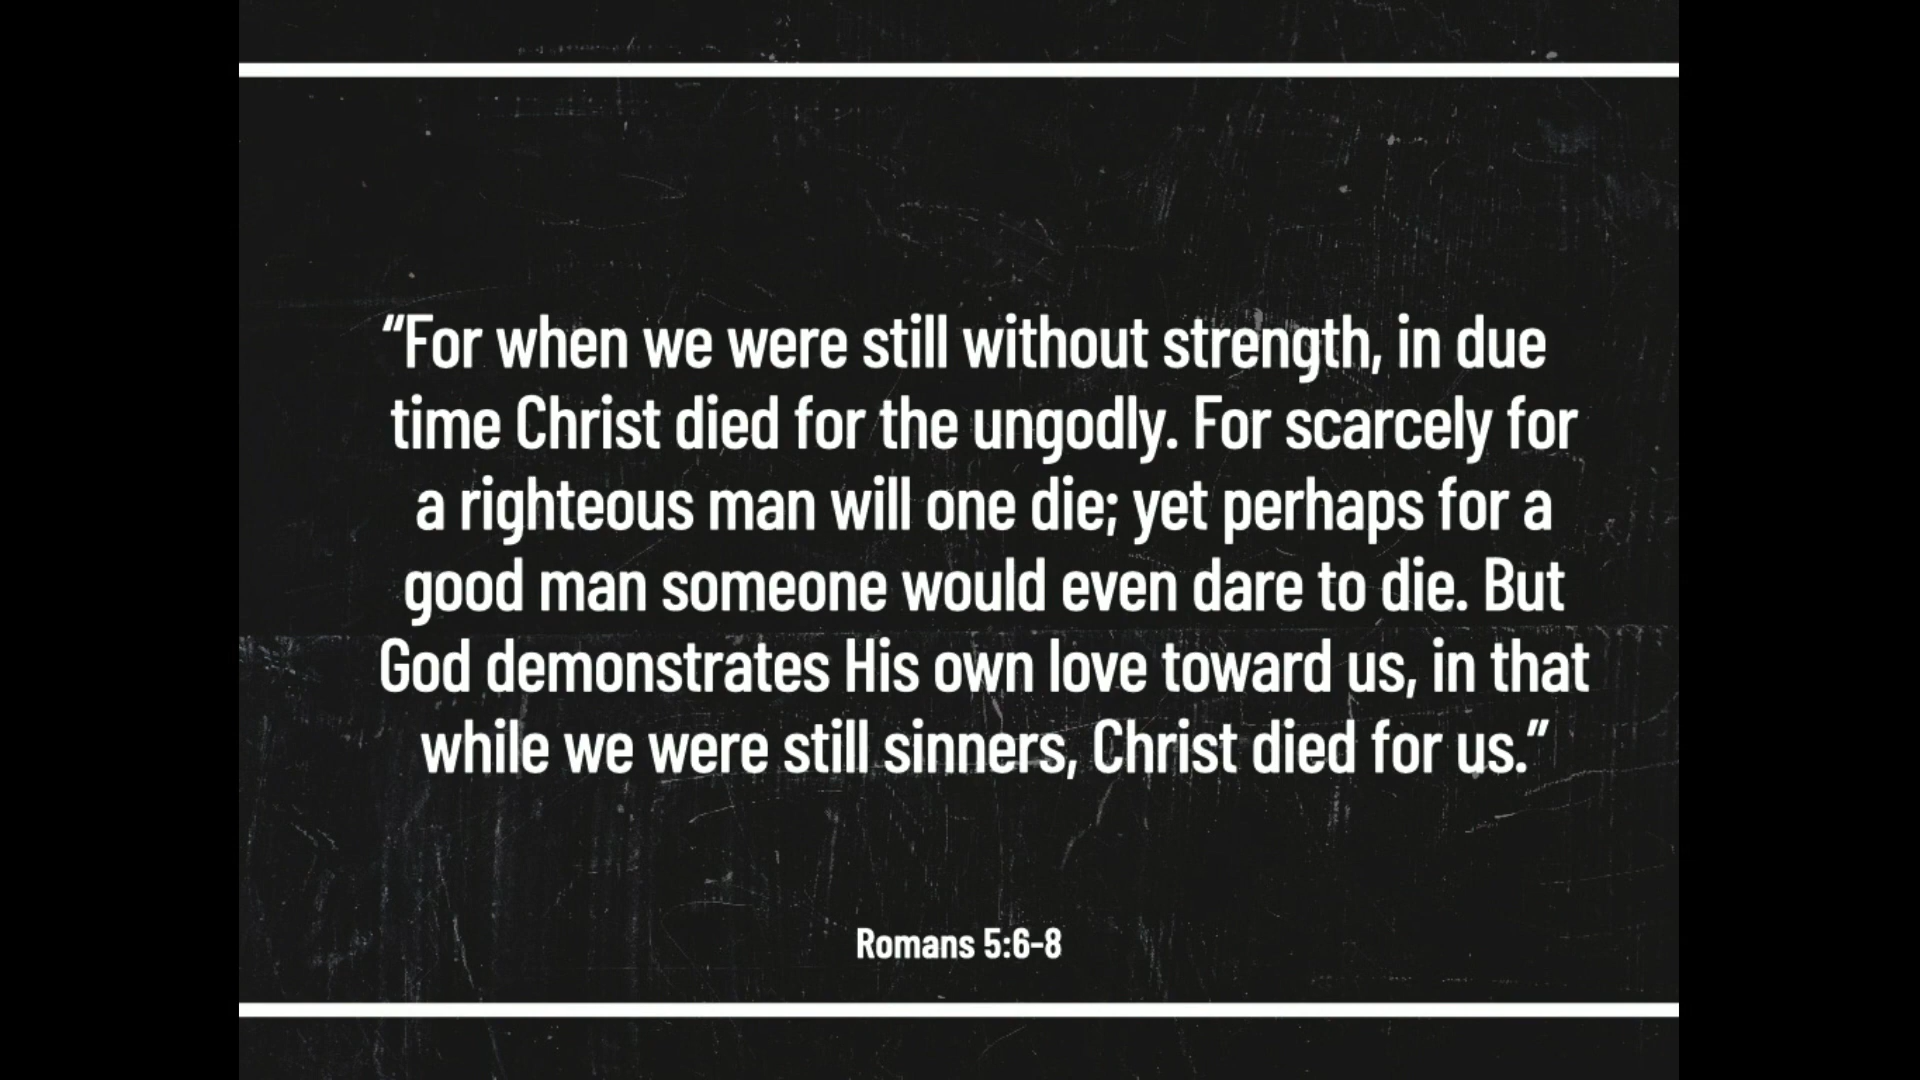 “For when we were still without strength, in due
time Christ died for the ungodly. For scarcely for
a righteous man will one die; yet perhaps for a
good man someone would even dare to die. But
God demonstrates His own love toward us, in that
while we were still sinners, Christ died for us.”
Romans 5:6-8